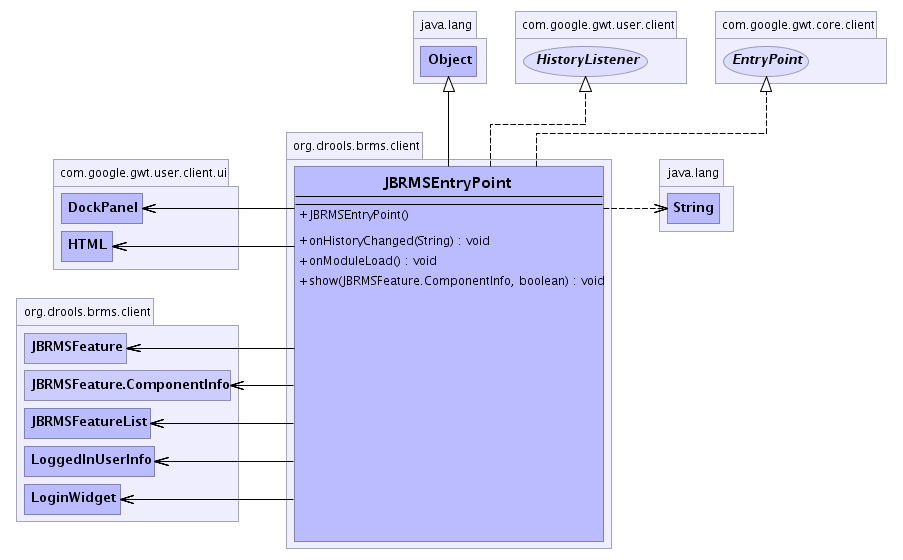 java.lang
Object
com.google.gwt.user.client
HistoryListener
com.google.gwt.core.client
EntryPoint
org.drools.brms.client
JBRMSEntryPoint
+ JBRMSEntryPoint()
+ onHistoryChanged(String) : void
+ onModuleLoad() : void
+ show(JBRMSFeature.ComponentInfo, boolean) : void
com.google.gwt.user.client.ui
DockPanel
HTML
java.lang
String
org.drools.brms.client
JBRMSFeature
JBRMSFeature.ComponentInfo
JBRMSFeatureList
LoggedInUserInfo
LoginWidget